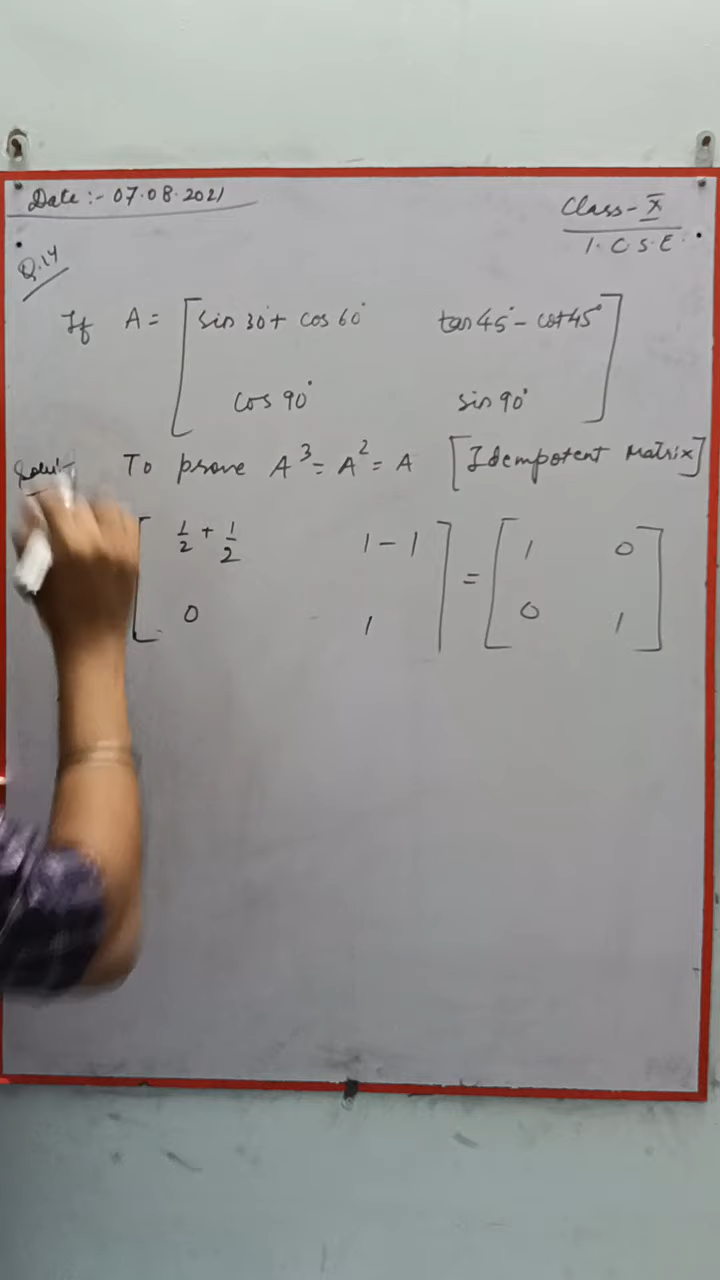 Date :- 07.08.2021
Class - X
I.C.S.E.
Q.14
If A = [sin 30° + cos 60° tan 45° - cot 45°
cos 90° sin 90°]
Solu:- To prove A³ = A² = A [Idempotent Matrix]
[1/2 + 1/2 1 - 1
0 1] = [1 0
0 1]